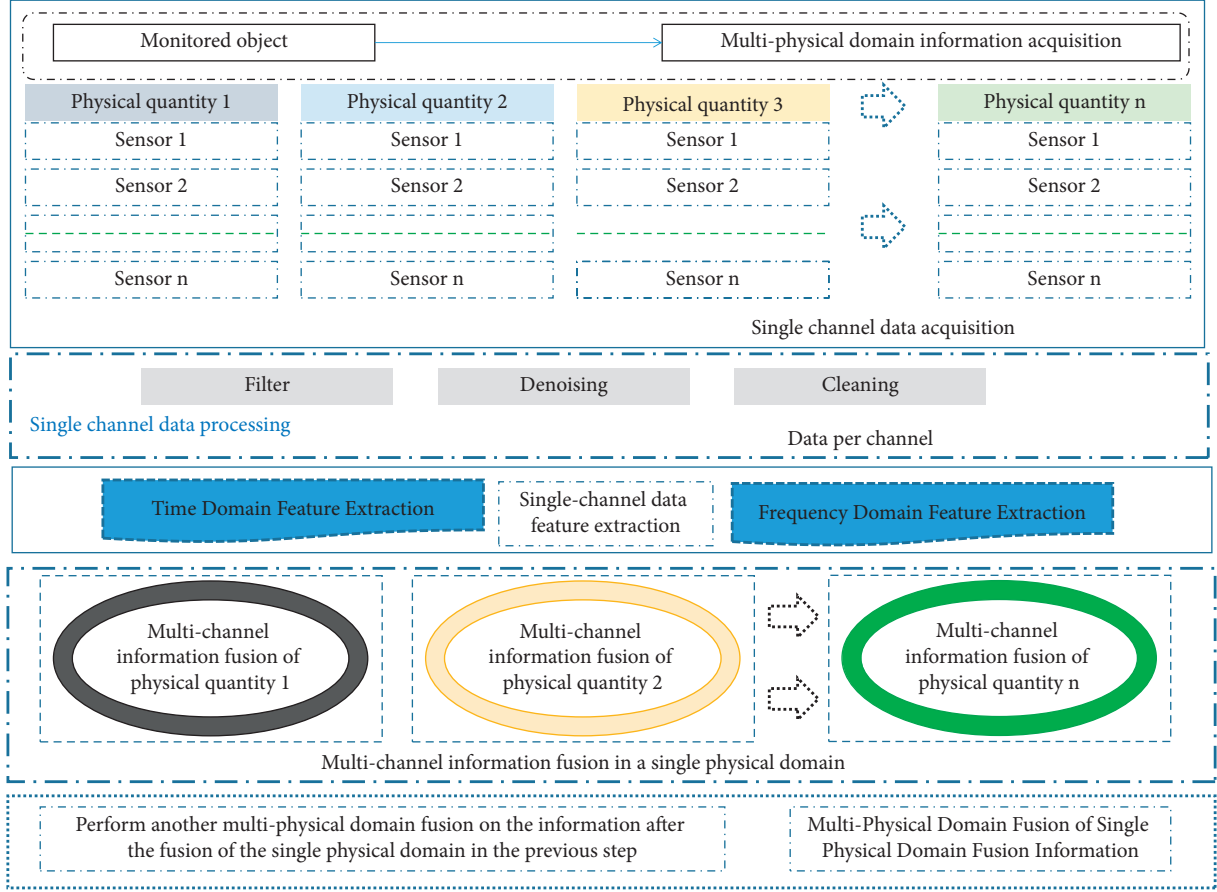 Monitored object
Multi-physical domain information acquisition
Physical quantity 1
Physical quantity 2
Physical quantity 3
Physical quantity n
Sensor 1
Sensor 1
Sensor 1
Sensor 1
Sensor 2
Sensor 2
Sensor 2
Sensor 2
Sensor n
Sensor n
Sensor n
Sensor n
Single channel data acquisition
Filter
Denoising
Cleaning
Single channel data processing
Data per channel
Time Domain Feature Extraction
Single-channel data
feature extraction
Frequency Domain Feature Extraction
Multi-channel
information fusion of
physical quantity 1
Multi-channel
information fusion of
physical quantity 2
Multi-channel
information fusion of
physical quantity n
Multi-channel information fusion in a single physical domain
Perform another multi-physical domain fusion on the information after
the fusion of the single physical domain in the previous step
Multi-Physical Domain Fusion of Single
Physical Domain Fusion Information